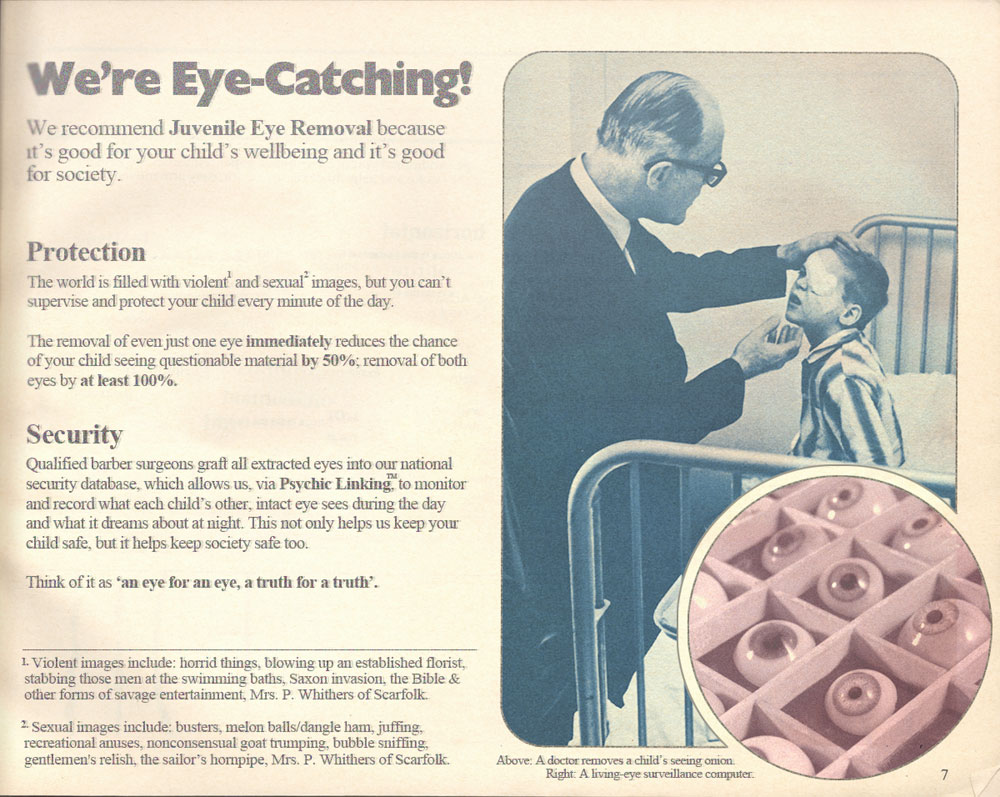 We're Eye-Catching!
We recommend Juvenile Eye Removal because
it's good for your child's wellbeing and it's good
for society.
Protection
The world is filled with violent¹ and sexual² images, but you can't
supervise and protect your child every minute of the day.
The removal of even just one eye immediately reduces the chance
of your child seeing questionable material by 50%; removal of both
eyes by at least 100%.
Security
Qualified barber surgeons graft all extracted eyes into our national
security database, which allows us, via Psychic Linking,™ to monitor
and record what each child's other, intact eye sees during the day
and what it dreams about at night. This not only helps us keep your
child safe, but it helps keep society safe too.
Think of it as 'an eye for an eye, a truth for a truth'.
1. Violent images include: horrid things, blowing up an established florist,
stabbing those men at the swimming baths, Saxon invasion, the Bible &
other forms of savage entertainment, Mrs. P. Whithers of Scarfolk.
2. Sexual images include: busters, melon balls/dangle ham, juffing,
recreational anuses, nonconsensual goat trumping, bubble sniffing,
gentlemen's relish, the sailor's hornpipe, Mrs. P. Whithers of Scarfolk.
Above: A doctor removes a child's seeing onion.
Right: A living-eye surveillance computer.
7